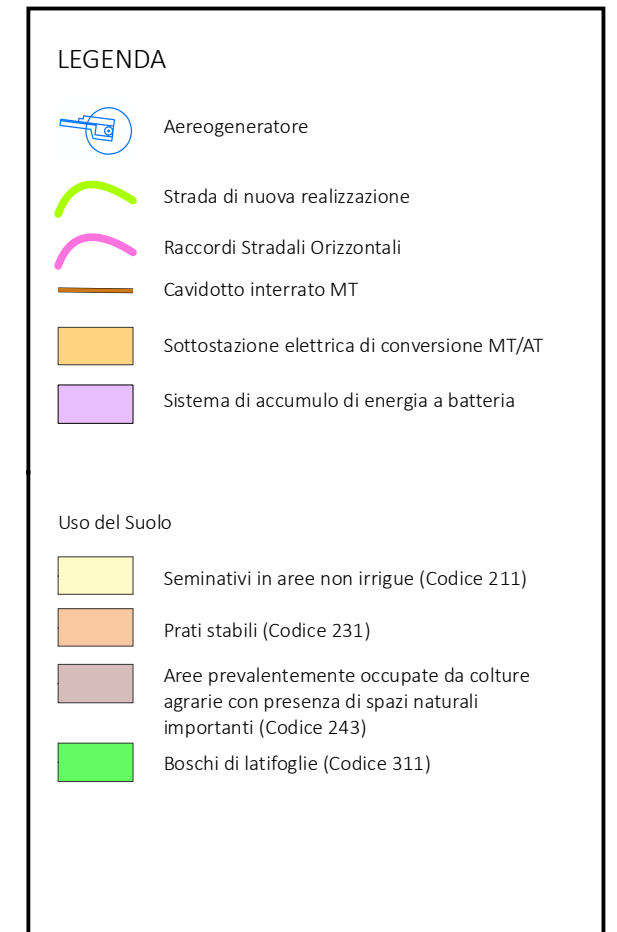 LEGENDA
Aereogeneratore
Strada di nuova realizzazione
Raccordi Stradali Orizzontali
Cavidotto interrato MT
Sottostazione elettrica di conversione MT/AT
Sistema di accumulo di energia a batteria
Uso del Suolo
Seminativi in aree non irrigue (Codice 211)
Prati stabili (Codice 231)
Aree prevalentemente occupate da colture
agrarie con presenza di spazi naturali
importanti (Codice 243)
Boschi di latifoglie (Codice 311)